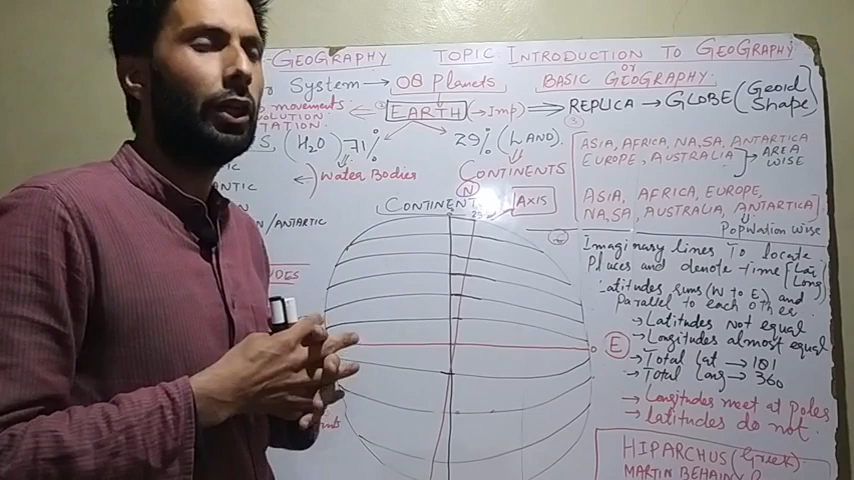 -GEOGRAPHY TOPIC: INTRODUCTION TO GEOGRAPHY
or
System → 08 Planets BASIC GEOGRAPHY.
movements EARTH (→Imp) ⇒ REPLICA → GLOBE (Geoid Shape)
OLUTION
TATION
S, (H2O) 71% 29% (LAND).
Water Bodies CONTINENTS
ANTIC
N/ANTARTIC
UDES
ASIA, AFRICA, NA, SA, ANTARTICA
EUROPE, AUSTRALIA → AREA WISE
ASIA, AFRICA, EUROPE,
NA, SA, AUSTRALIA, ANTARTICA
Population wise
N
CONTINENT AXIS
Imaginary lines To locate
Places and denote time [Lat Long]
Latitudes runs (W to E) and
Parallel to each other
→ Latitudes Not equal
E → Longitudes almost equal
→ Total Lat → 181
→ Total Long → 360
→ Longitudes meet at poles
→ latitudes do not.
0
HIPARCHUS (Greek).
MARTIN